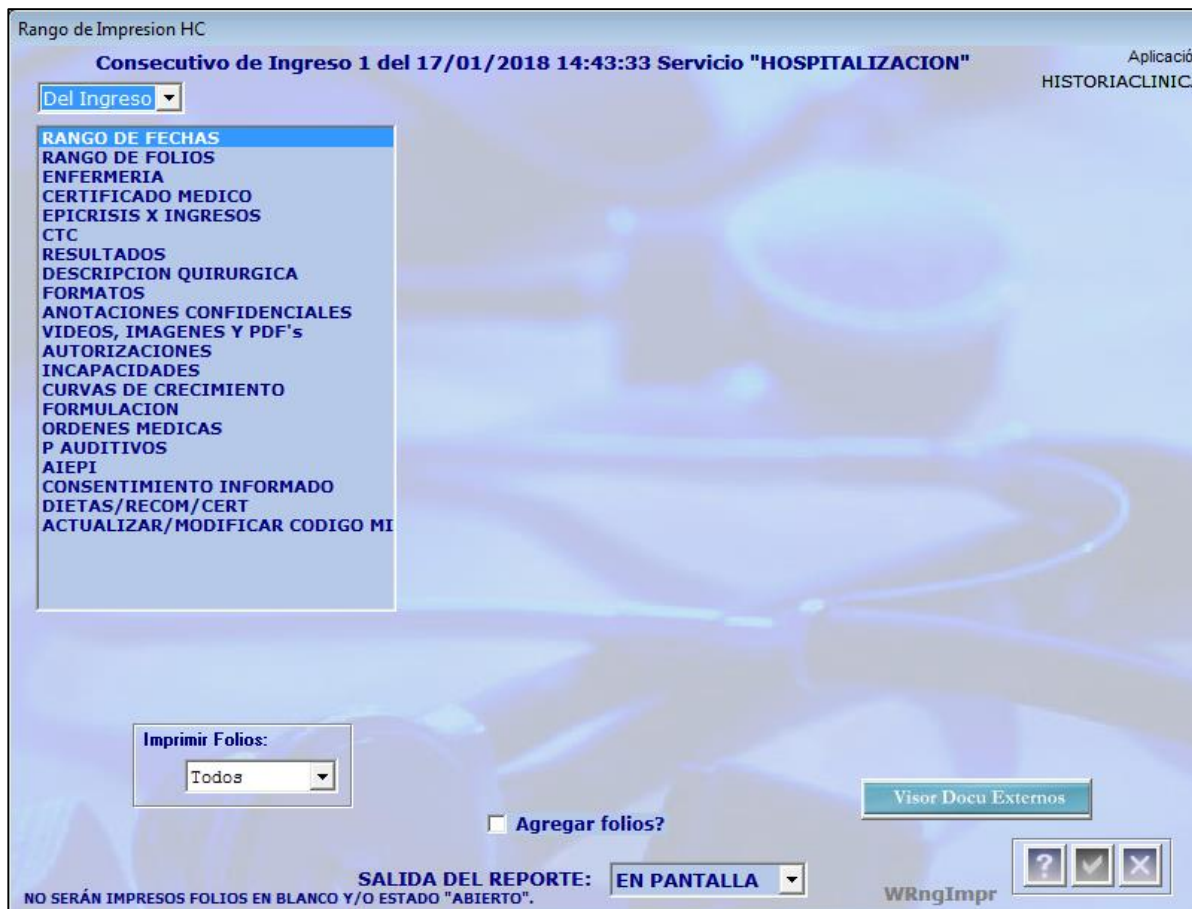 Rango de Impresion HC
Consecutivo de Ingreso 1 del 17/01/2018 14:43:33 Servicio "HOSPITALIZACION"
Aplicació
HISTORIACLINICA
Del Ingreso
RANGO DE FECHAS
RANGO DE FOLIOS
ENFERMERIA
CERTIFICADO MEDICO
EPICRISIS X INGRESOS
CTC
RESULTADOS
DESCRIPCION QUIRURGICA
FORMATOS
ANOTACIONES CONFIDENCIALES
VIDEOS, IMAGENES Y PDF's
AUTORIZACIONES
INCAPACIDADES
CURVAS DE CRECIMIENTO
FORMULACION
ORDENES MEDICAS
P AUDITIVOS
AIEPI
CONSENTIMIENTO INFORMADO
DIETAS/RECOM/CERT
ACTUALIZAR/MODIFICAR CODIGO MI
Imprimir Folios:
Todos
Visor Docu Externos
Agregar folios?
SALIDA DEL REPORTE: EN PANTALLA
NO SERÁN IMPRESOS FOLIOS EN BLANCO Y/O ESTADO "ABIERTO".
WRngImpr
?